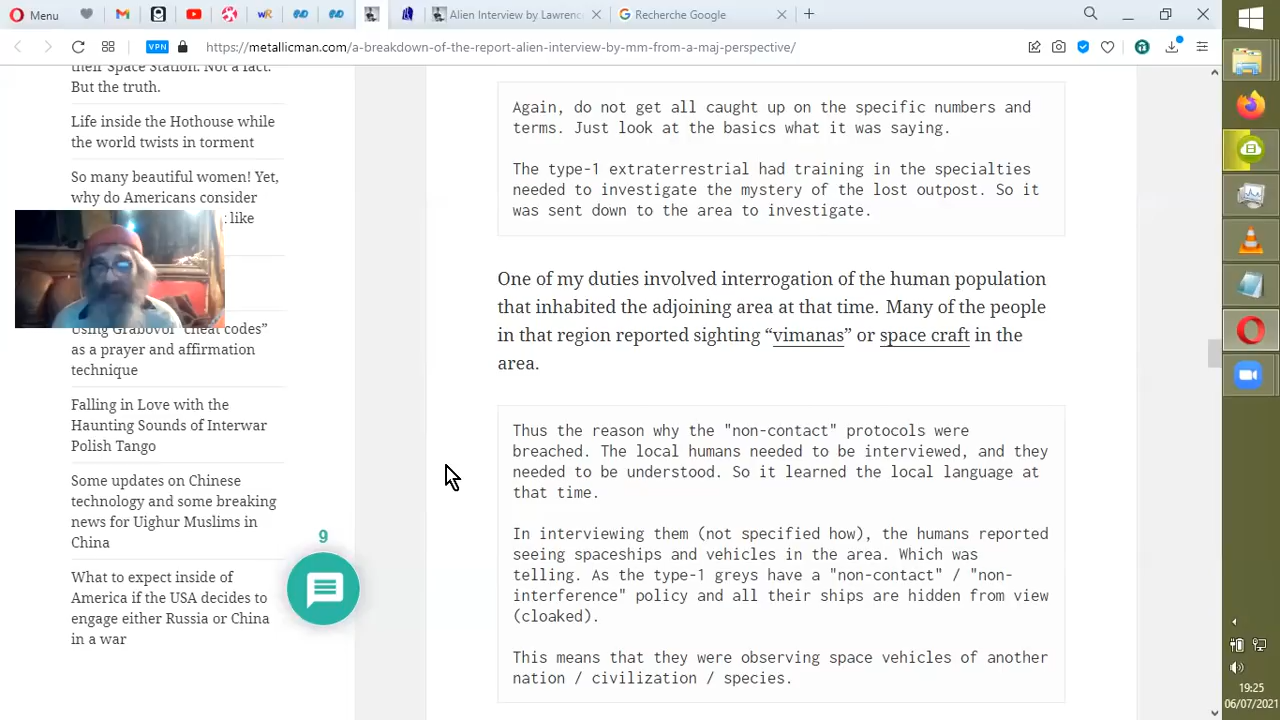 Menu
Alien Interview by Lawrenc
Recherche Google
VPN
https://metallicman.com/a-breakdown-of-the-report-alien-interview-by-mm-from-a-maj-perspective/
their Space Station. Not a fact.
But the truth.
Life inside the Hothouse while
the world twists in torment
So many beautiful women! Yet,
why do Americans consider
like
Using Grabovoi “cheat codes”
as a prayer and affirmation
technique
Falling in Love with the
Haunting Sounds of Interwar
Polish Tango
Some updates on Chinese
technology and some breaking
news for Uighur Muslims in
China
What to expect inside of
America if the USA decides to
engage either Russia or China
in a war
9
Again, do not get all caught up on the specific numbers and
terms. Just look at the basics what it was saying.
The type-1 extraterrestrial had training in the specialties
needed to investigate the mystery of the lost outpost. So it
was sent down to the area to investigate.
One of my duties involved interrogation of the human population
that inhabited the adjoining area at that time. Many of the people
in that region reported sighting “vimanas” or space craft in the
area.
Thus the reason why the "non-contact" protocols were
breached. The local humans needed to be interviewed, and they
needed to be understood. So it learned the local language at
that time.
In interviewing them (not specified how), the humans reported
seeing spaceships and vehicles in the area. Which was
telling. As the type-1 greys have a "non-contact" / "non-
interference" policy and all their ships are hidden from view
(cloaked).
This means that they were observing space vehicles of another
nation / civilization / species.
19:25
06/07/2021